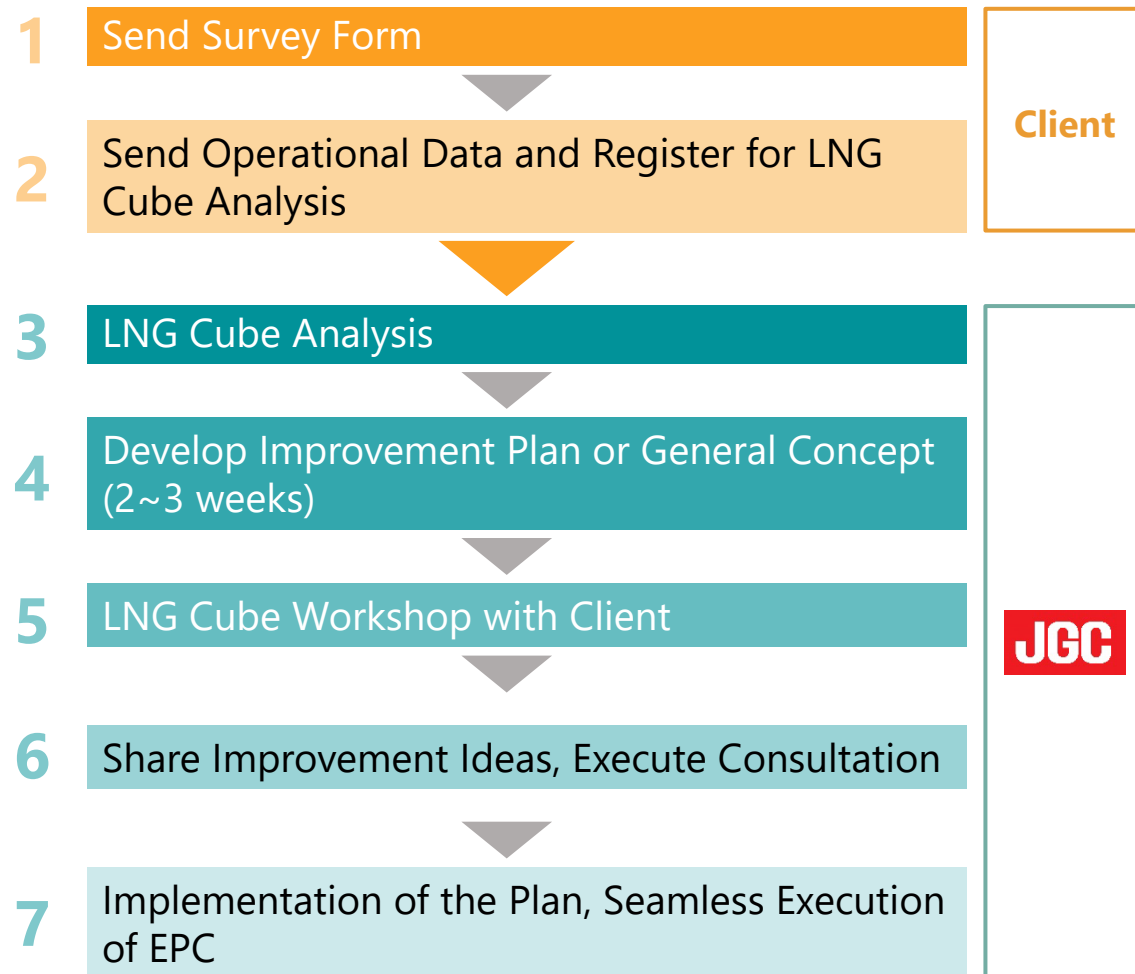 1
Send Survey Form
2
Send Operational Data and Register for LNG
Cube Analysis
Client
3
LNG Cube Analysis
4
Develop Improvement Plan or General Concept
(2~3 weeks)
5
LNG Cube Workshop with Client
6
Share Improvement Ideas, Execute Consultation
7
Implementation of the Plan, Seamless Execution
of EPC
JGC